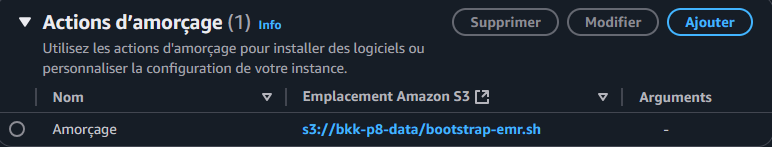 Actions d'amorçage (1) Info
Supprimer Modifier Ajouter
Utilisez les actions d'amorçage pour installer des logiciels ou
personnaliser la configuration de votre instance.
Nom Emplacement Amazon S3 Arguments
Amorçage s3://bkk-p8-data/bootstrap-emr.sh -